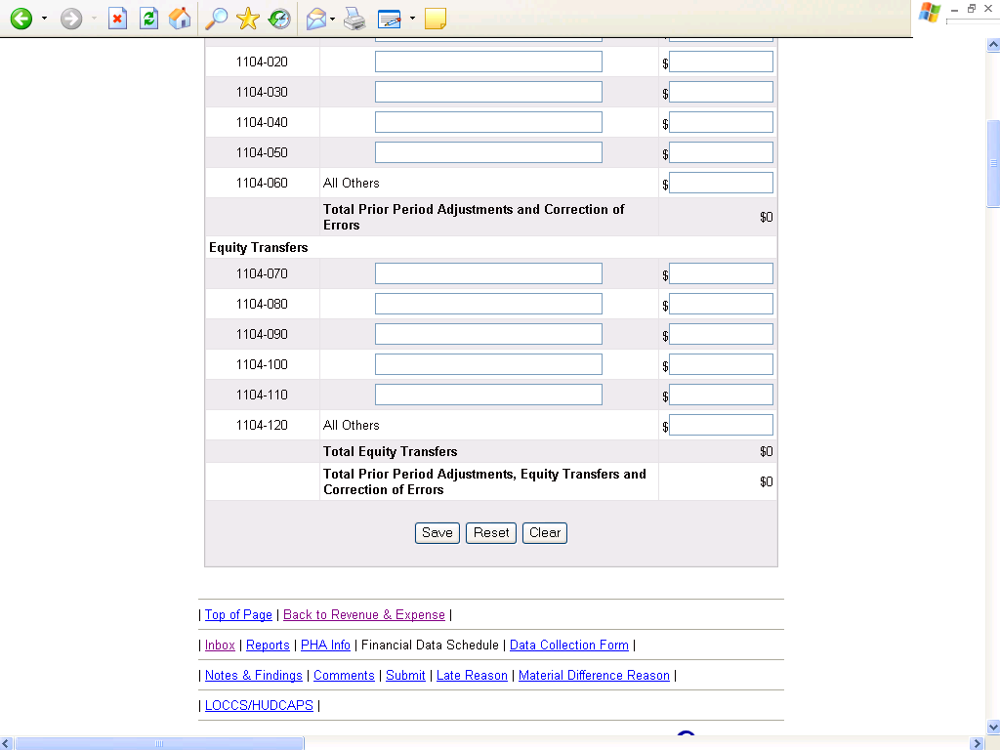 1104-020 $
1104-030 $
1104-040 $
1104-050 $
1104-060 All Others $
Total Prior Period Adjustments and Correction of
Errors $0
Equity Transfers
1104-070 $
1104-080 $
1104-090 $
1104-100 $
1104-110 $
1104-120 All Others $
Total Equity Transfers $0
Total Prior Period Adjustments, Equity Transfers and
Correction of Errors $0
Save Reset Clear
| Top of Page | Back to Revenue & Expense |
| Inbox | Reports | PHA Info | Financial Data Schedule | Data Collection Form |
| Notes & Findings | Comments | Submit | Late Reason | Material Difference Reason |
| LOCCS/HUDCAPS |